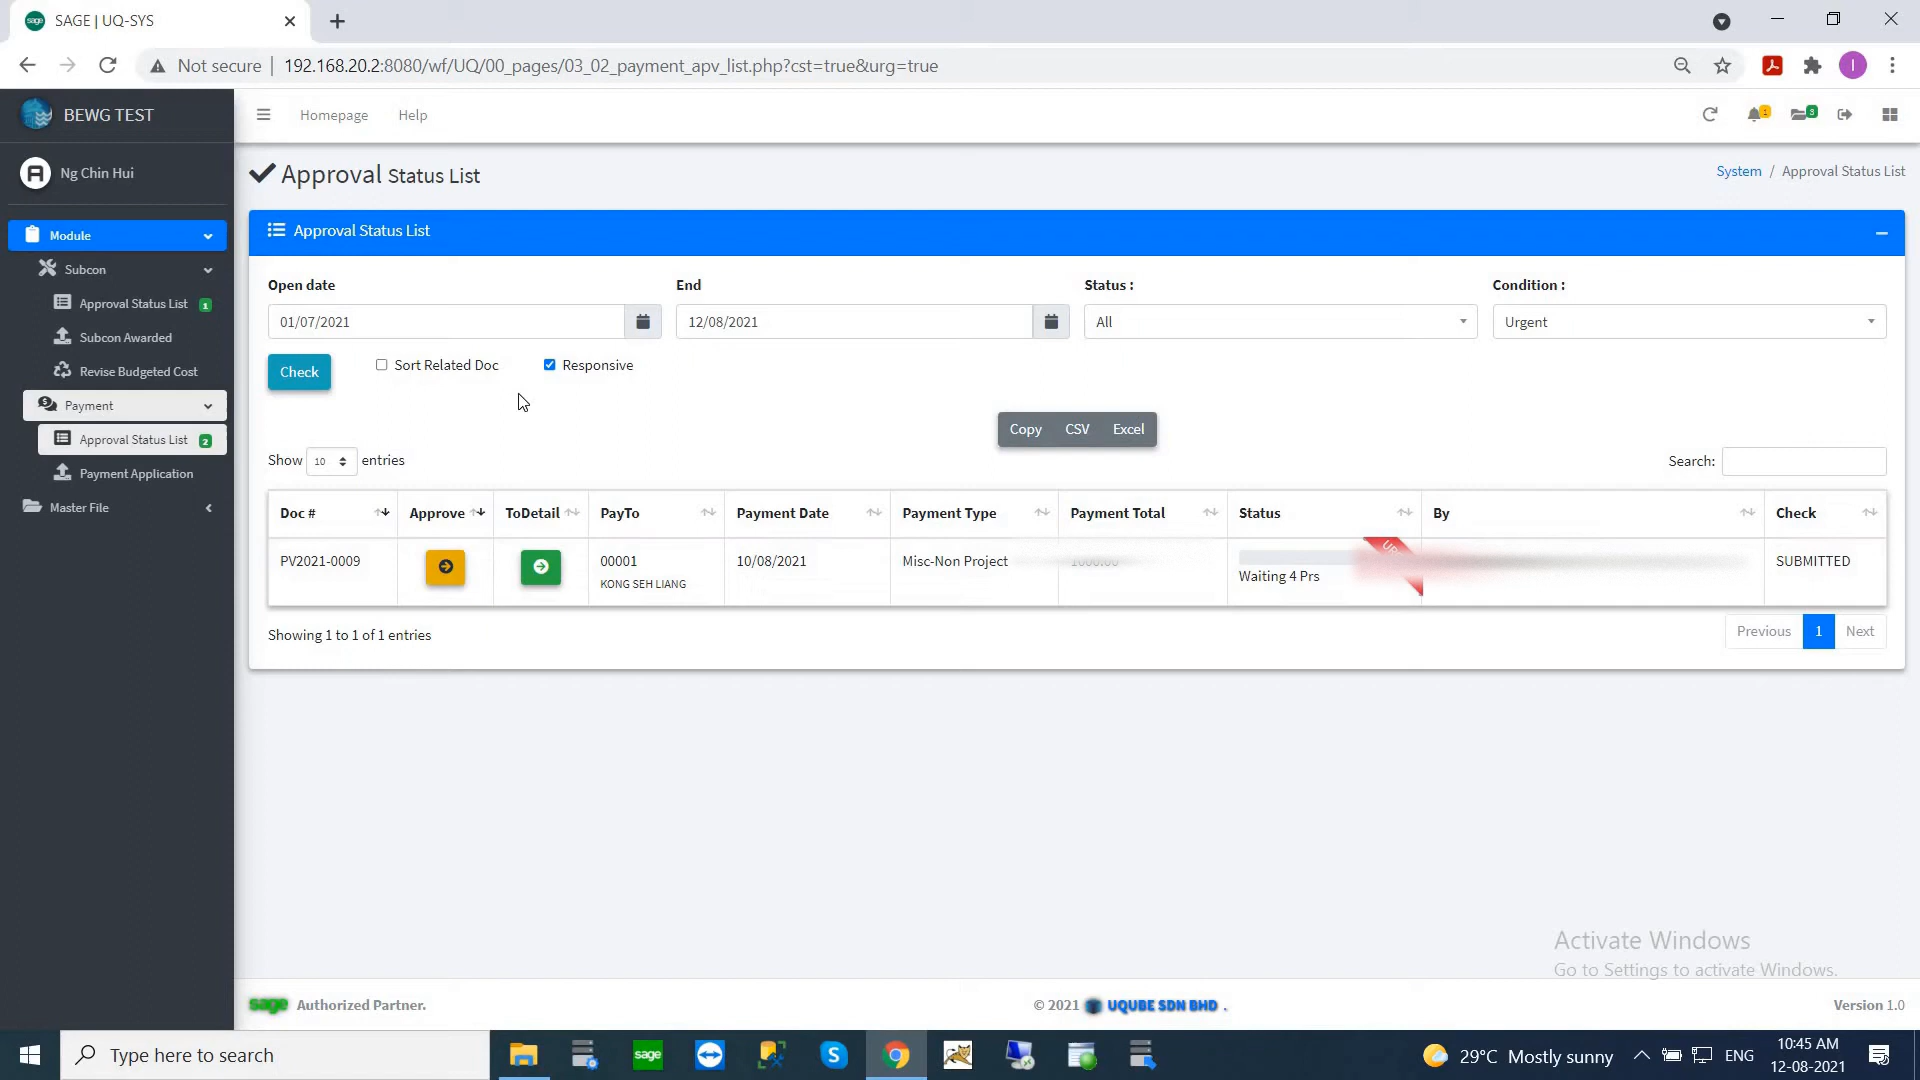 SAGE | UQ-SYS
Not secure
192.168.20.2:8080/wf/UQ/00_pages/03_02_payment_apv_list.php?cst=true&urg=true
BEWG TEST
Homepage
Help
1
3
Ng Chin Hui
Approval Status List
System / Approval Status List
Module
Subcon
Approval Status List 1
Subcon Awarded
Revise Budgeted Cost
Payment
Approval Status List 2
Payment Application
Master File
Approval Status List
Open date
End
Status :
Condition :
01/07/2021
12/08/2021
All
Urgent
Check
Sort Related Doc
Responsive
Copy CSV Excel
Show 10 entries
Search:
Doc # Approve ToDetail PayTo Payment Date Payment Type Payment Total Status By Check
PV2021-0009 00001 10/08/2021 Misc-Non Project SUBMITTED
KONG SEH LIANG
Waiting 4 Prs
Showing 1 to 1 of 1 entries
Previous 1 Next
Activate Windows
Go to Settings to activate Windows.
sage Authorized Partner.
© 2021 UQUBE SDN BHD .
Version 1.0
Type here to search
sage
29°C Mostly sunny
ENG
10:45 AM
12-08-2021